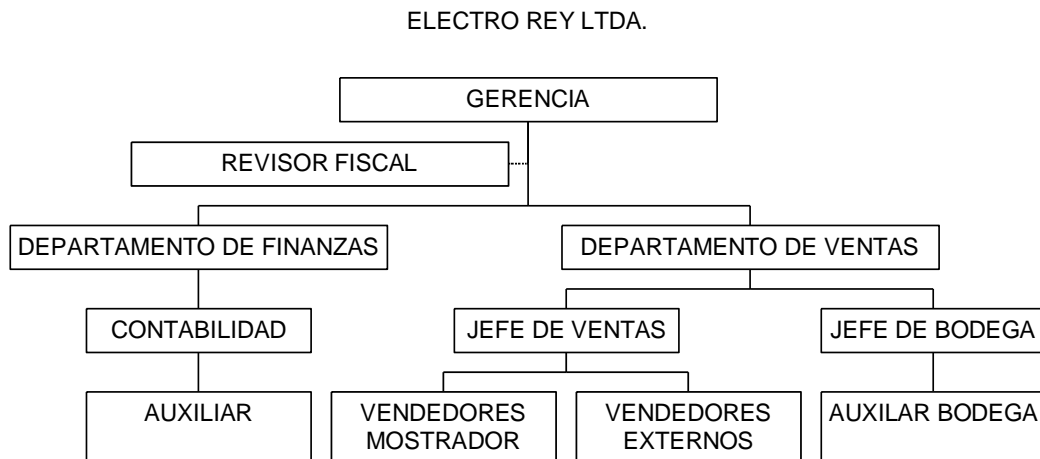 ELECTRO REY LTDA.
GERENCIA
REVISOR FISCAL
DEPARTAMENTO DE FINANZAS
DEPARTAMENTO DE VENTAS
CONTABILIDAD
JEFE DE VENTAS
JEFE DE BODEGA
AUXILIAR
VENDEDORES
MOSTRADOR
VENDEDORES
EXTERNOS
AUXILAR BODEGA